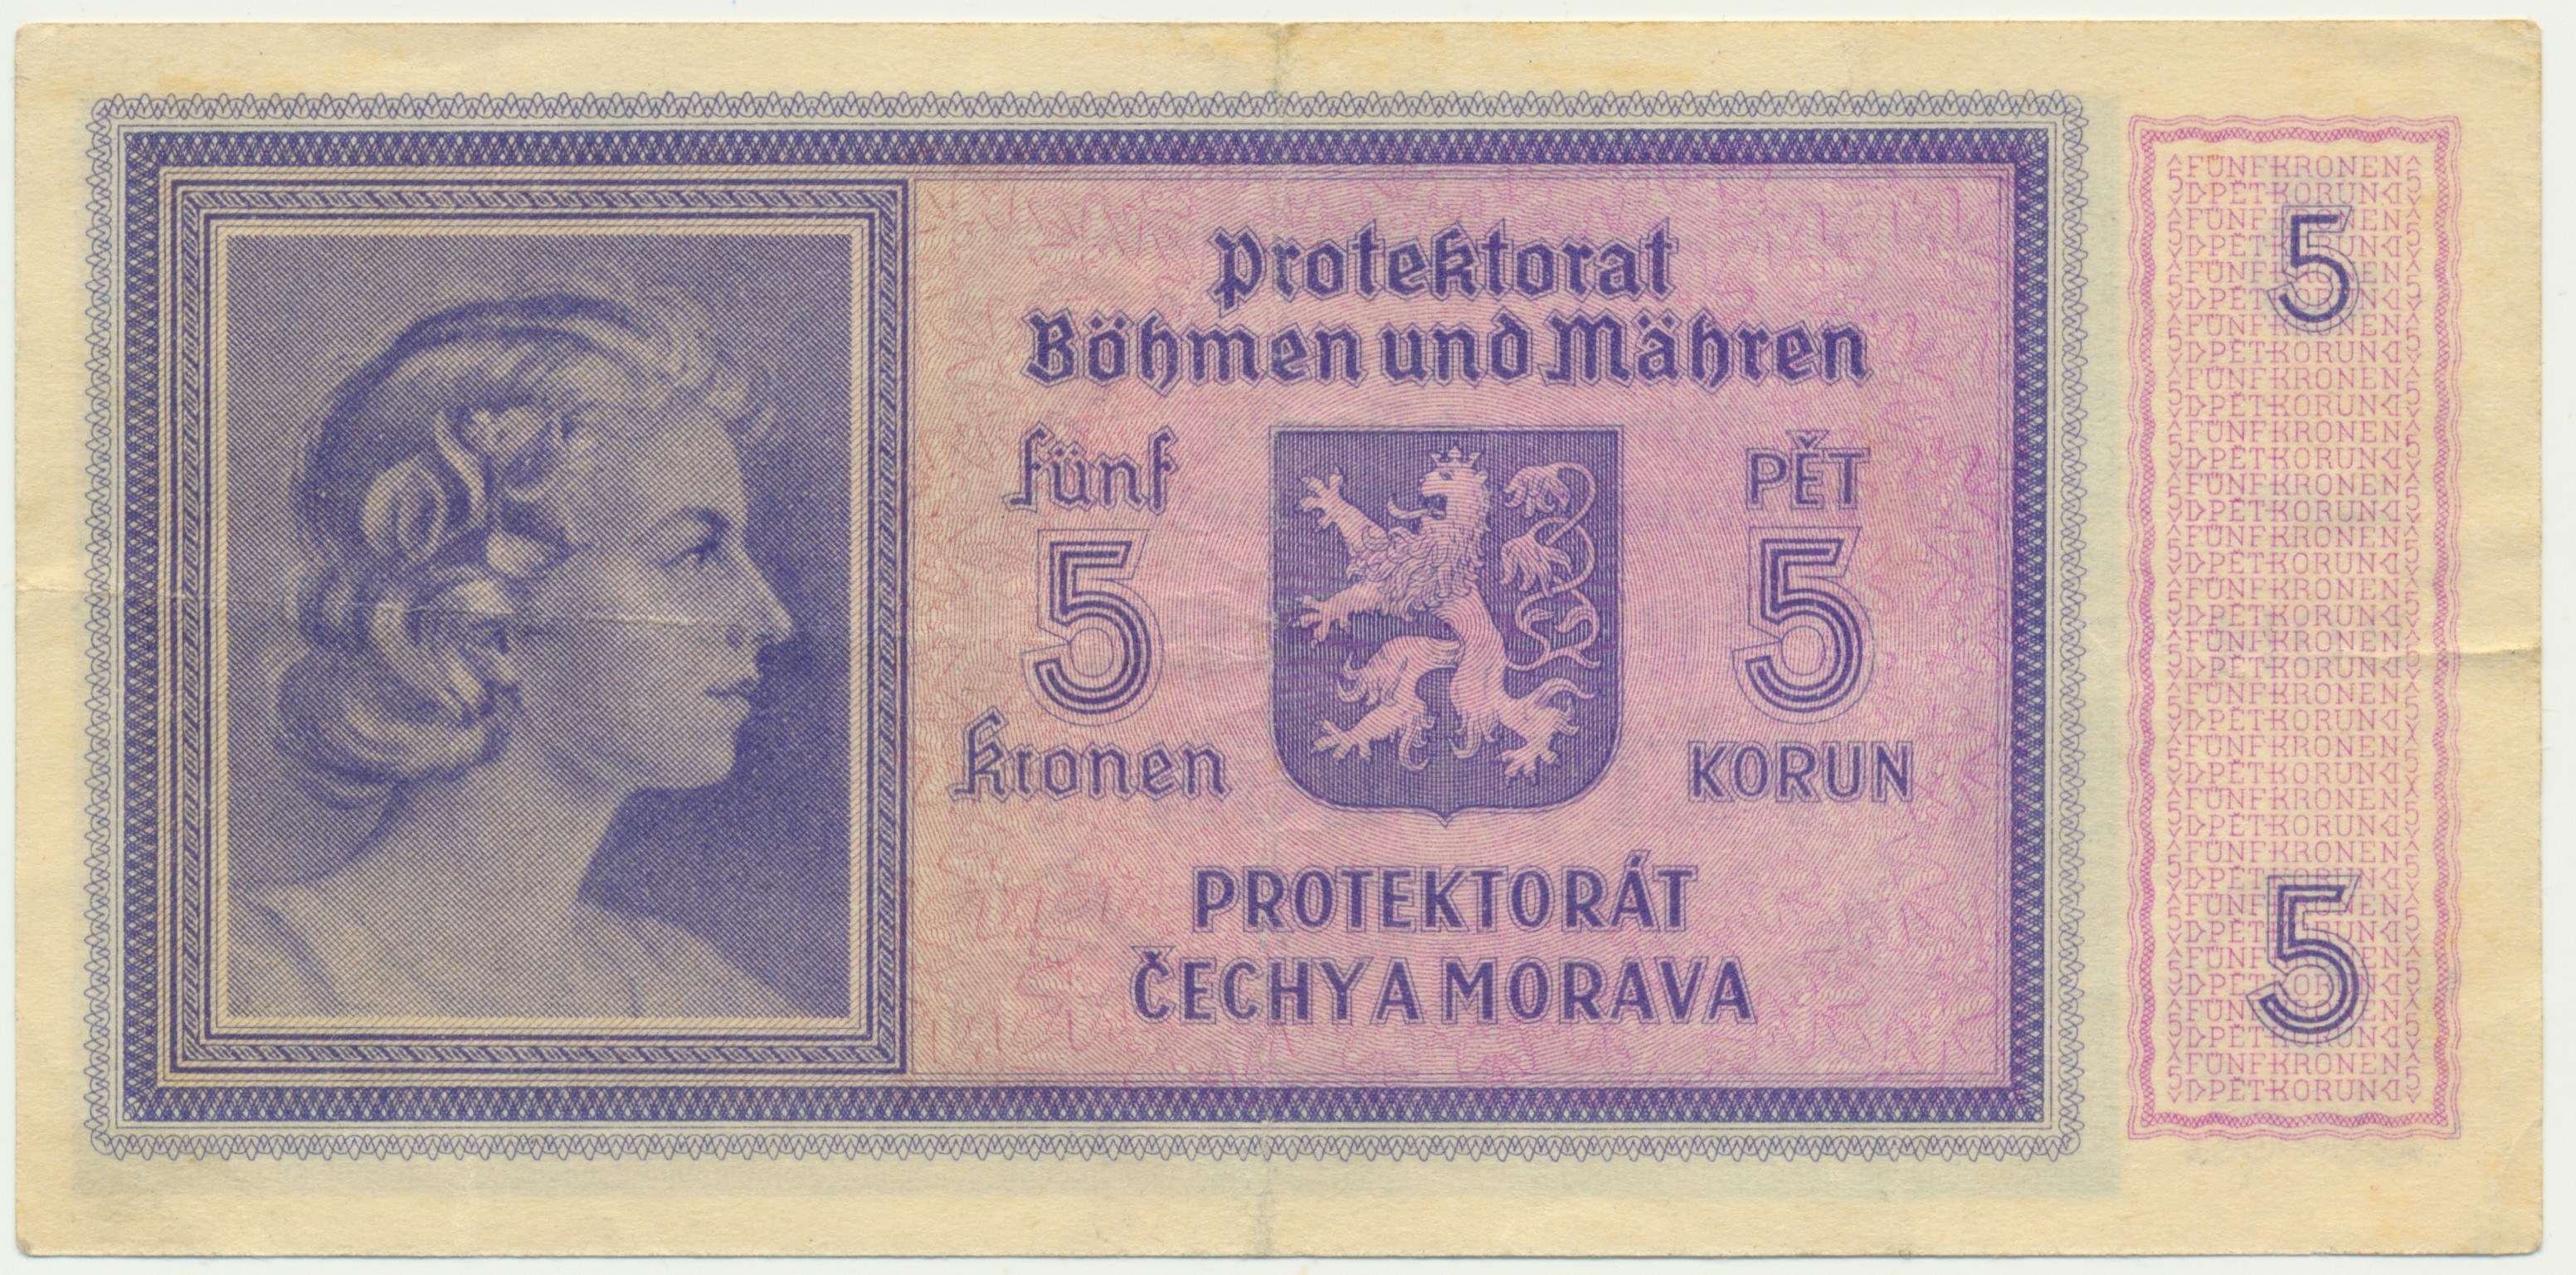 Protektorat
Böhmen und Mähren
fünf
5
kronen
PĚT
5
KORUN
PROTEKTORÁT
ČECHY A MORAVA
FÜNF KRONEN
PĚT KORUN
5
5